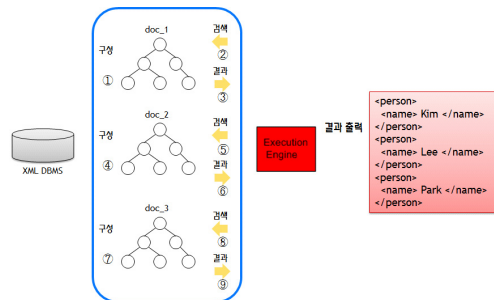 doc_1
구성
검색
①
②
결과
③
doc_2
구성
검색
④
⑤
결과
⑥
doc_3
구성
검색
⑦
⑧
결과
⑨
XML DBMS
Execution
Engine
결과 출력
<person>
<name> Kim </name>
</person>
<person>
<name> Lee </name>
</person>
<person>
<name> Park </name>
</person>